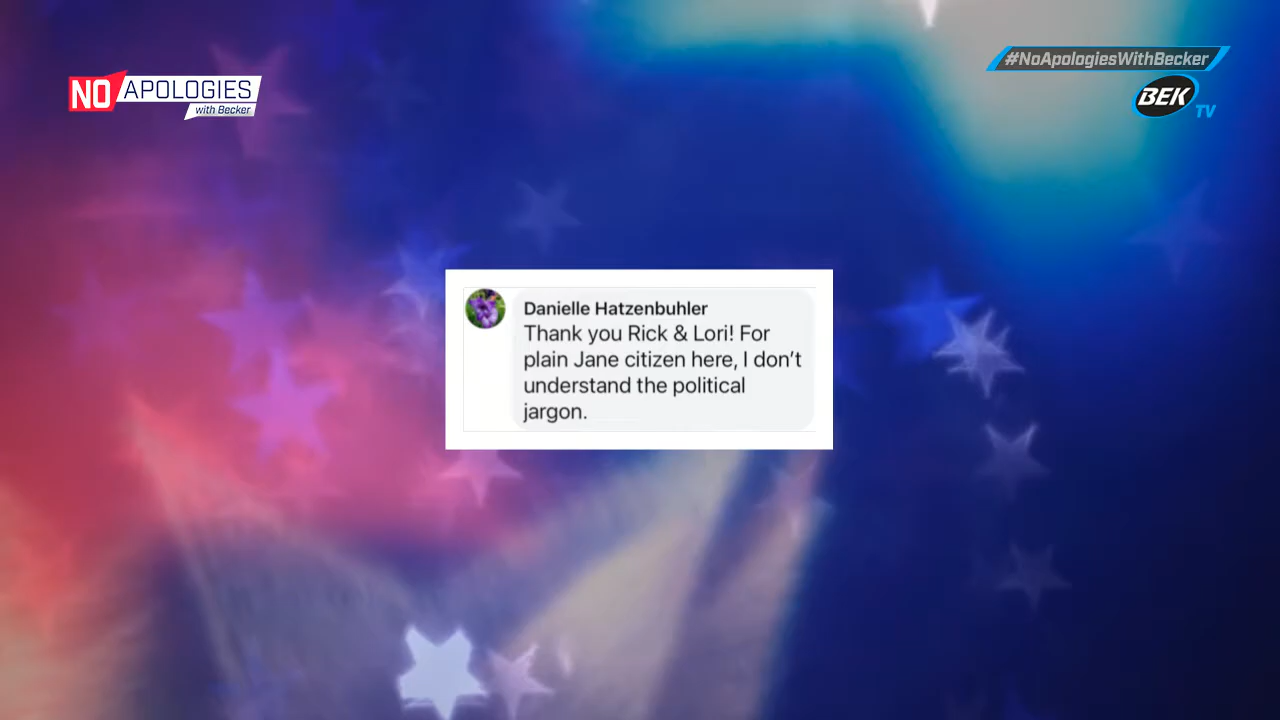 NO APOLOGIES
with Becker
#NoApologiesWithBecker
BEK TV
Danielle Hatzenbuhler
Thank you Rick & Lori! For
plain Jane citizen here, I don't
understand the political
jargon.